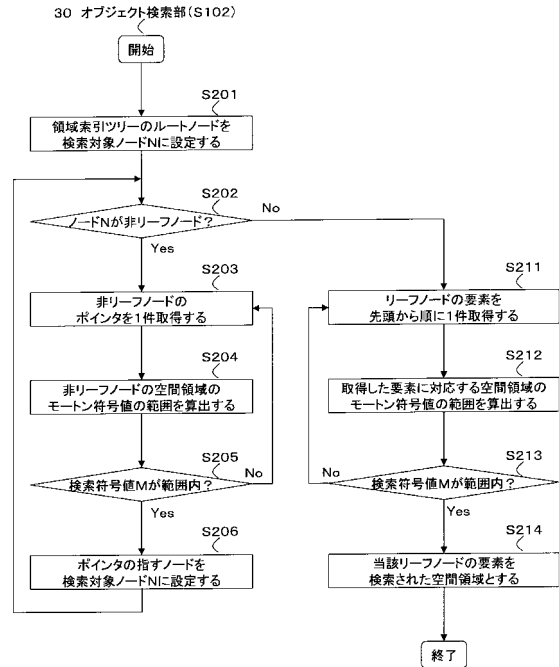 30 オブジェクト検索部(S102)
開始
S201
領域索引ツリーのルートノードを
検索対象ノードNに設定する
S202
ノードNが非リーフノード?
No
Yes
S203
非リーフノードの
ポインタを1件取得する
S204
非リーフノードの空間領域の
モートン符号値の範囲を算出する
S205
検索符号値Mが範囲内?
No
Yes
S206
ポインタの指すノードを
検索対象ノードNに設定する
S211
リーフノードの要素を
先頭から順に1件取得する
S212
取得した要素に対応する空間領域の
モートン符号値の範囲を算出する
S213
No
検索符号値Mが範囲内?
Yes
S214
当該リーフノードの要素を
検索された空間領域とする
終了